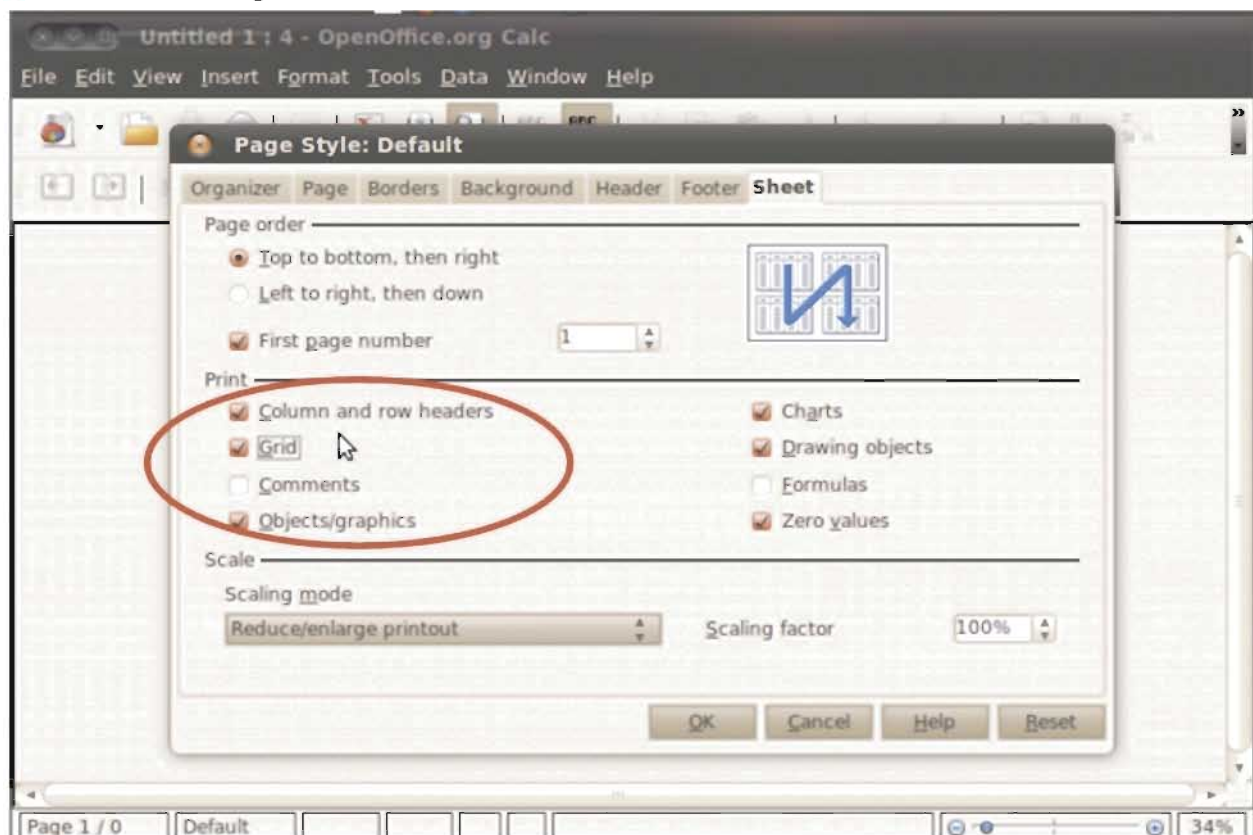 Untitled 1 : 4 - OpenOffice.org Calc
File Edit View Insert Format Tools Data Window Help
Page Style: Default
Organizer Page Borders Background Header Footer Sheet
Page order
Top to bottom, then right
Left to right, then down
First page number 1
Print
Column and row headers Charts
Grid Drawing objects
Comments Formulas
Objects/graphics Zero values
Scale
Scaling mode
Reduce/enlarge printout Scaling factor 100%
OK Cancel Help Reset
Page 1 / 0 Default 34%